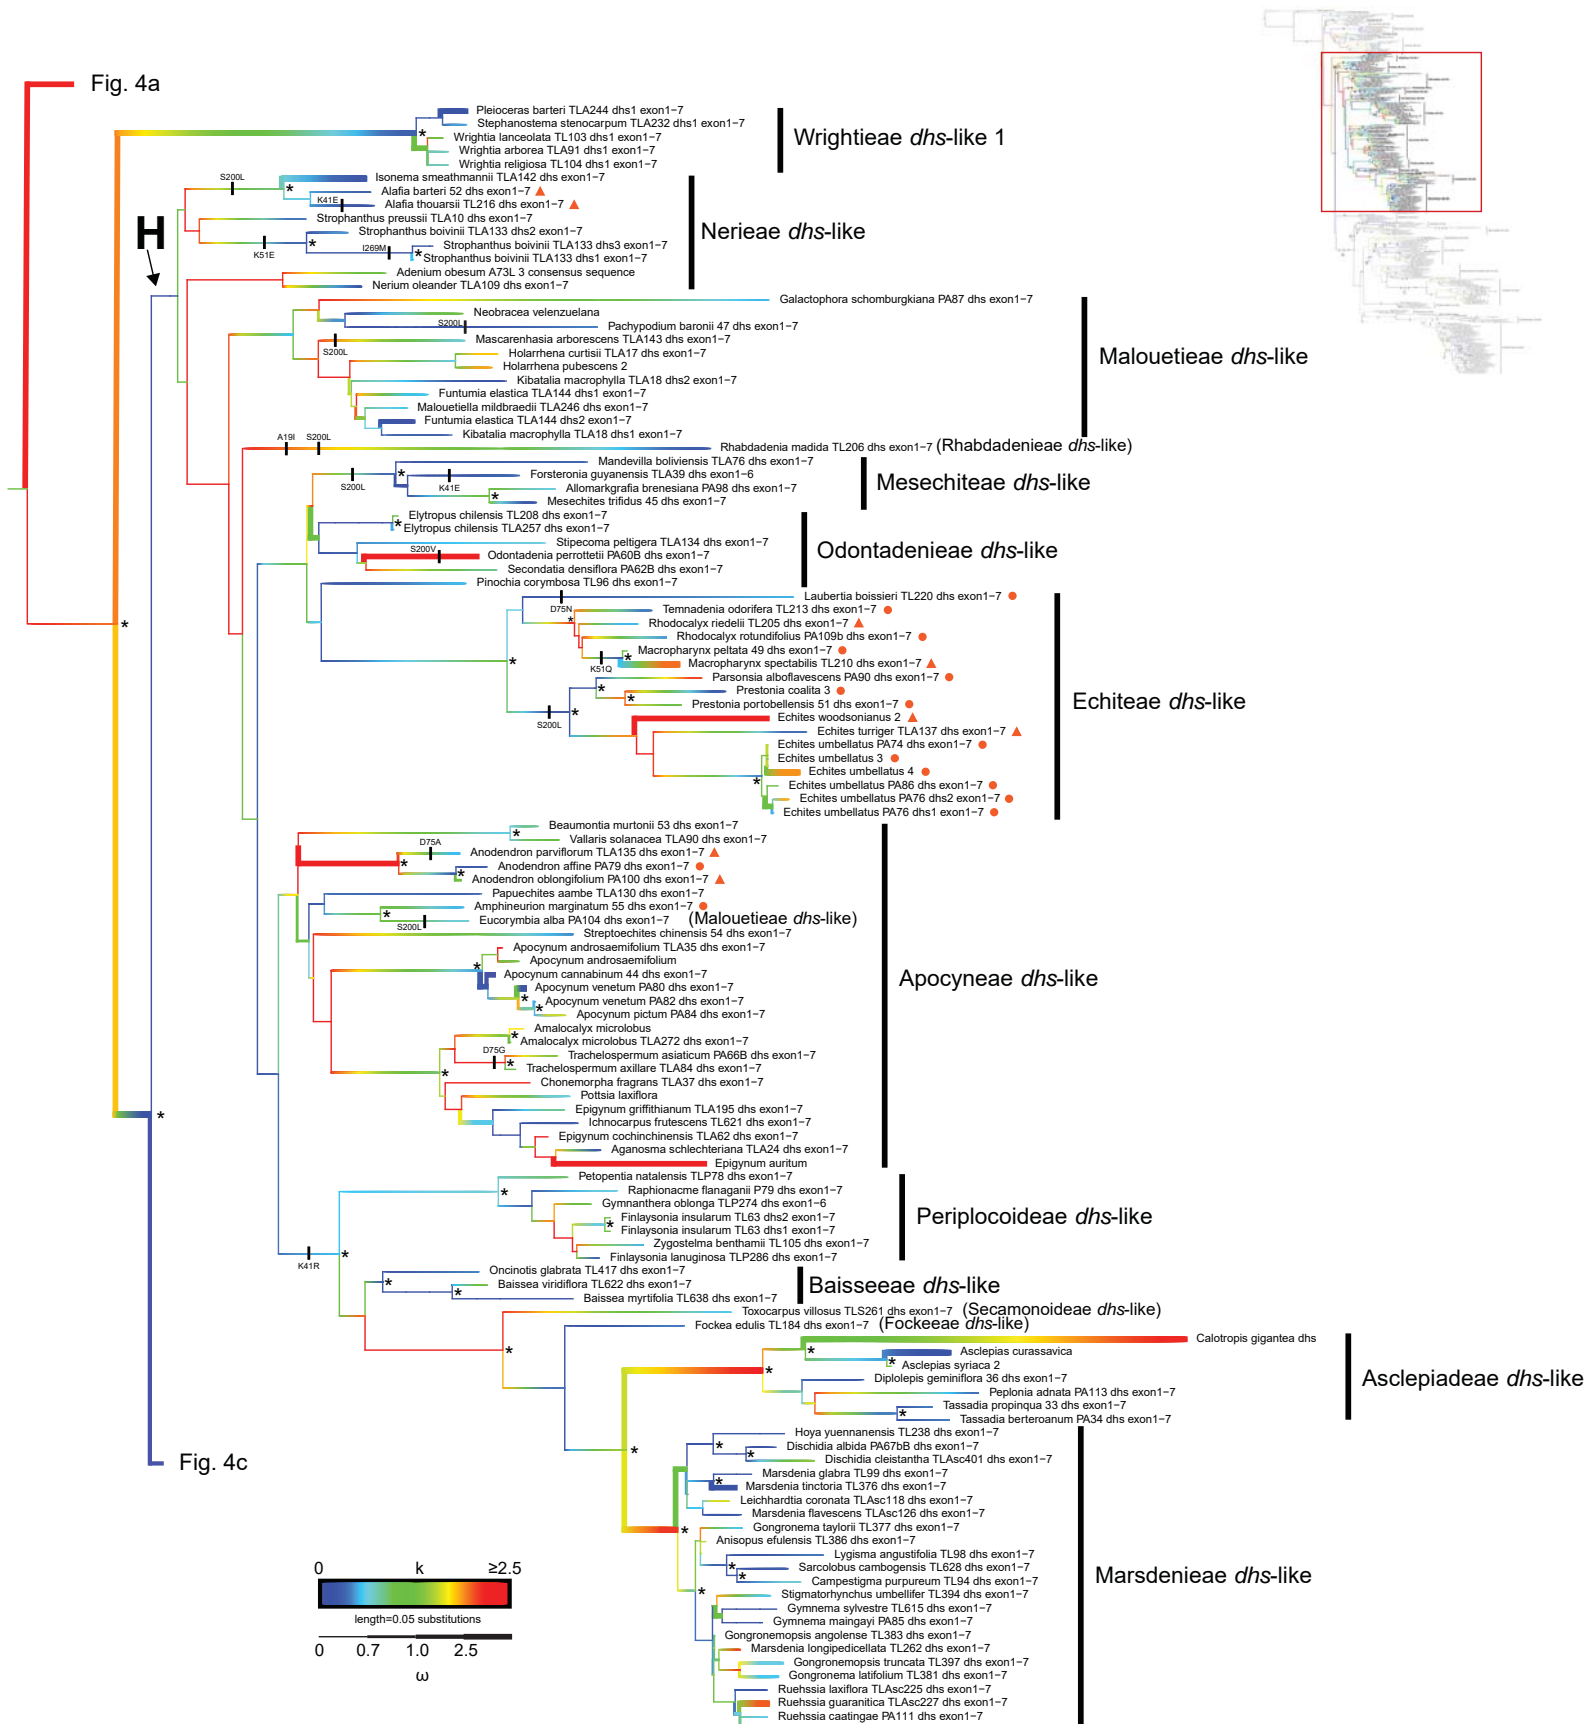 Fig. 4a
Pleioceras barteri TLA244 dhs1 exon1−7
Stephanostema stenocarpum TLA232 dhs1 exon1−7
*
Wrightia lanceolata TL103 dhs1 exon1−7
Wrightia arborea TLA91 dhs1 exon1−7
Wrightia religiosa TL104 dhs1 exon1−7
Wrightieae dhs-like 1
S200L
Isonema smeathmannii TLA142 dhs exon1−7
*
Alafia barteri 52 dhs exon1−7
K41E
Alafia thouarsii TL216 dhs exon1−7
Strophanthus preussii TLA10 dhs exon1−7
Strophanthus boivinii TLA133 dhs2 exon1−7
*
K51E
I269M
Strophanthus boivinii TLA133 dhs3 exon1−7
*
Strophanthus boivinii TLA133 dhs1 exon1−7
Adenium obesum A73L 3 consensus sequence
Nerium oleander TLA109 dhs exon1−7
Nerieae dhs-like
H
Galactophora schomburgkiana PA87 dhs exon1−7
Neobracea velenzuelana
S200L
Pachypodium baronii 47 dhs exon1−7
Mascarenhasia arborescens TLA143 dhs exon1−7
S200L
Holarrhena curtisii TLA17 dhs exon1−7
Holarrhena pubescens 2
Kibatalia macrophylla TLA18 dhs2 exon1−7
Funtumia elastica TLA144 dhs1 exon1−7
Malouetiella mildbraedii TLA246 dhs exon1−7
Funtumia elastica TLA144 dhs2 exon1−7
Kibatalia macrophylla TLA18 dhs1 exon1−7
Malouetieae dhs-like
A19I
S200L
Rhabdadenia madida TL206 dhs exon1−7 (Rhabdadenieae dhs-like)
Mandevilla boliviensis TLA76 dhs exon1−7
*
S200L
K41E
Forsteronia guyanensis TLA39 dhs exon1−6
Allomarkgrafia brenesiana PA98 dhs exon1−7
*
Mesechites trifidus 45 dhs exon1−7
Mesechiteae dhs-like
Elytropus chilensis TL208 dhs exon1−7
*
Elytropus chilensis TLA257 dhs exon1−7
Stipecoma peltigera TLA134 dhs exon1−7
S200V
Odontadenia perrottetii PA60B dhs exon1−7
Secondatia densiflora PA62B dhs exon1−7
Odontadenieae dhs-like
Pinochia corymbosa TL96 dhs exon1−7
Laubertia boissieri TL220 dhs exon1−7
D75N
Temnadenia odorifera TL213 dhs exon1−7
*
Rhodocalyx riedelii TL205 dhs exon1−7
Rhodocalyx rotundifolius PA109b dhs exon1−7
Macropharynx peltata 49 dhs exon1−7
*
K51Q
Macropharynx spectabilis TL210 dhs exon1−7
*
Parsonsia alboflavescens PA90 dhs exon1−7
*
Prestonia coalita 3
*
Prestonia portobellensis 51 dhs exon1−7
S200L
*
Echites woodsonianus 2
Echites turriger TLA137 dhs exon1−7
Echites umbellatus PA74 dhs exon1−7
Echites umbellatus 3
Echites umbellatus 4
*
Echites umbellatus PA86 dhs exon1−7
Echites umbellatus PA76 dhs2 exon1−7
Echites umbellatus PA76 dhs1 exon1−7
Echiteae dhs-like
*
Beaumontia murtonii 53 dhs exon1−7
*
Vallaris solanacea TLA90 dhs exon1−7
D75A
Anodendron parviflorum TLA135 dhs exon1−7
*
Anodendron affine PA79 dhs exon1−7
*
Anodendron oblongifolium PA100 dhs exon1−7
Papuechites aambe TLA130 dhs exon1−7
Amphineurion marginatum 55 dhs exon1−7
*
S200L
Eucorymbia alba PA104 dhs exon1−7 (Malouetieae dhs-like)
Streptoechites chinensis 54 dhs exon1−7
Apocynum androsaemifolium TLA35 dhs exon1−7
Apocynum androsaemifolium
*
Apocynum cannabinum 44 dhs exon1−7
Apocynum venetum PA80 dhs exon1−7
*
Apocynum venetum PA82 dhs exon1−7
*
Apocynum pictum PA84 dhs exon1−7
Amalocalyx microlobus
*
Amalocalyx microlobus TLA272 dhs exon1−7
D75G
Trachelospermum asiaticum PA66B dhs exon1−7
*
Trachelospermum axillare TLA84 dhs exon1−7
*
Chonemorpha fragrans TLA37 dhs exon1−7
Pottsia laxiflora
Epigynum griffithianum TLA195 dhs exon1−7
Ichnocarpus frutescens TL621 dhs exon1−7
Epigynum cochinchinensis TLA62 dhs exon1−7
Aganosma schlechteriana TLA24 dhs exon1−7
Epigynum auritum
Apocyneae dhs-like
*
Petopentia natalensis TLP78 dhs exon1−7
*
Raphionacme flanaganii P79 dhs exon1−7
Gymnanthera oblonga TLP274 dhs exon1−6
Finlaysonia insularum TL63 dhs2 exon1−7
*
Finlaysonia insularum TL63 dhs1 exon1−7
Zygostelma benthamii TL105 dhs exon1−7
Finlaysonia lanuginosa TLP286 dhs exon1−7
Periplocoideae dhs-like
K41R
*
Oncinotis glabrata TL417 dhs exon1−7
*
Baissea viridiflora TL622 dhs exon1−7
*
Baissea myrtifolia TL638 dhs exon1−7
Baisseeae dhs-like
Toxocarpus villosus TLS261 dhs exon1−7 (Secamonoideae dhs-like)
Fockea edulis TL184 dhs exon1−7 (Fockeeae dhs-like)
*
Calotropis gigantea dhs
*
Asclepias curassavica
*
Asclepias syriaca 2
*
Diplolepis geminiflora 36 dhs exon1−7
Peplonia adnata PA113 dhs exon1−7
Tassadia propinqua 33 dhs exon1−7
*
Tassadia berteroanum PA34 dhs exon1−7
Asclepiadeae dhs-like
*
Hoya yuennanensis TL238 dhs exon1−7
*
Dischidia albida PA67bB dhs exon1−7
*
Dischidia cleistantha TLAsc401 dhs exon1−7
Marsdenia glabra TL99 dhs exon1−7
*
Marsdenia tinctoria TL376 dhs exon1−7
Leichhardtia coronata TLAsc118 dhs exon1−7
Marsdenia flavescens TLAsc126 dhs exon1−7
*
Gongronema taylorii TL377 dhs exon1−7
Anisopus efulensis TL386 dhs exon1−7
Lygisma angustifolia TL98 dhs exon1−7
*
Sarcolobus cambogensis TL628 dhs exon1−7
*
Campestigma purpureum TL94 dhs exon1−7
*
Stigmatorhynchus umbellifer TL394 dhs exon1−7
Gymnema sylvestre TL615 dhs exon1−7
Gymnema maingayi PA85 dhs exon1−7
Gongronemopsis angolense TL383 dhs exon1−7
Marsdenia longipedicellata TL262 dhs exon1−7
Gongronemopsis truncata TL397 dhs exon1−7
Gongronema latifolium TL381 dhs exon1−7
Ruehssia laxiflora TLAsc225 dhs exon1−7
Ruehssia guaranitica TLAsc227 dhs exon1−7
Ruehssia caatingae PA111 dhs exon1−7
Marsdenieae dhs-like
*
Fig. 4c
0 k ≥2.5
length=0.05 substitutions
0 0.7 1.0 2.5
ω